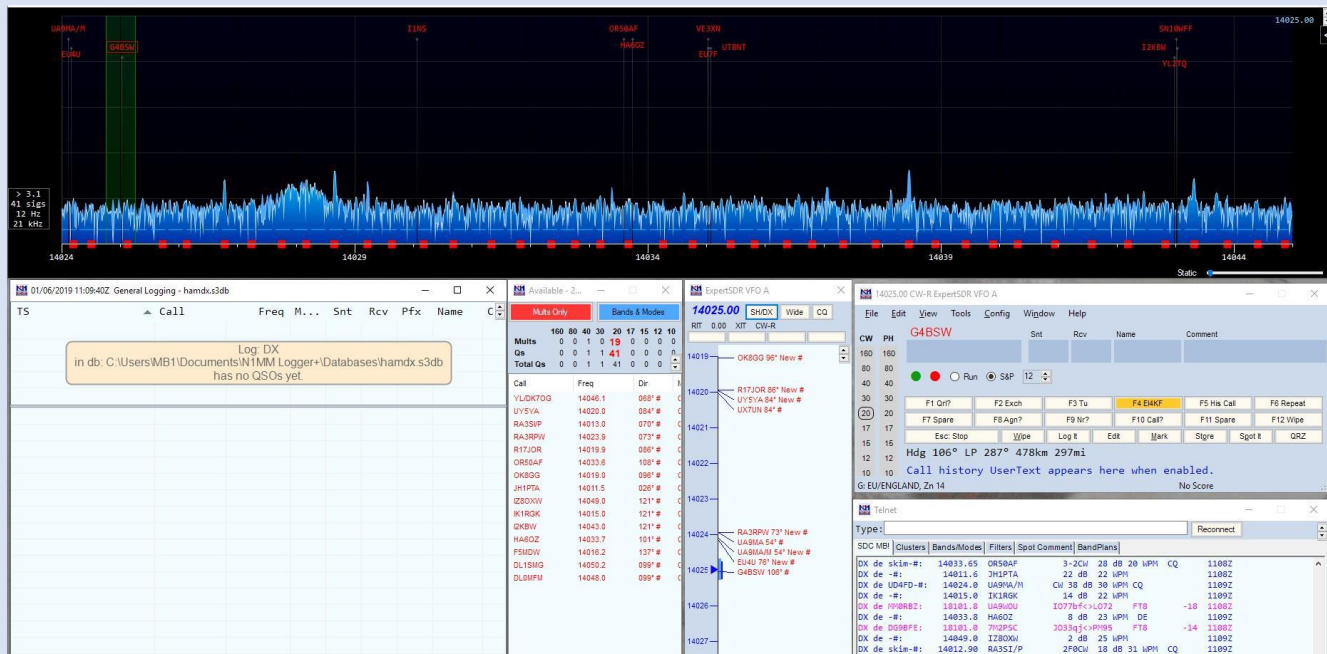 14025.00
UA9MA/M
EU4U
G4BSW
I1NS
OR50AF
HA6OZ
VE3XN
EU7F
UT8NT
SN10WFF
I2KBW
YL2TQ
> 3.1
41 sigs
12 Hz
21 kHz
14024 14029 14034 14039 14044
Static
01/06/2019 11:09:40Z General Logging - hamdx.s3db
TS Call Freq M... Snt Rcv Pfx Name C
Log: DX
in db: C:\Users\MB1\Documents\N1MM Logger+\Databases\hamdx.s3db
has no QSOs yet.
Available - 2...
Mults Only Bands & Modes
160 80 40 30 20 17 15 12 10
Mults 0 0 1 0 19 0 0 0 0
Qs 0 0 1 1 41 0 0 0 0
Total Qs 0 0 1 1 41 0 0 0
Call Freq Dir
YL/DK7OG 14046.1 068° #
UY5YA 14020.0 084° #
RA3SI/P 14013.0 070° #
RA3RPW 14023.9 073° #
R17JOR 14019.9 086° #
OR50AF 14033.6 108° #
OK8GG 14019.0 096° #
JH1PTA 14011.5 026° #
IZ8OXW 14049.0 121° #
IK1RGK 14015.0 121° #
I2KBW 14043.0 121° #
HA6OZ 14033.7 101° #
F5MDW 14016.2 137° #
DL1SMG 14050.2 099° #
DL0MFM 14048.0 099° #
ExpertSDR VFO A
14025.00 SH/DX Wide CQ
RIT 0.00 XIT CW-R
14019 OK8GG 96° New #
14020 R17JOR 86° New #
UY5YA 84° New #
UX7UN 84° #
14021
14022
14023
14024 RA3RPW 73° New #
UA9MA 54° #
UA9MA/M 54° New #
EU4U 76° New #
14025 G4BSW 106° #
14026
14027
14025.00 CW-R ExpertSDR VFO A
File Edit View Tools Config Window Help
CW PH G4BSW Snt Rcv Name Comment
160 160
80 80
40 40 Run S&P 12
30 30 F1 Qrl? F2 Exch F3 Tu F4 EI4KF F5 His Call F6 Repeat
20 20 F7 Spare F8 Agn? F9 Nr? F10 Call? F11 Spare F12 Wipe
17 17
15 15 Esc: Stop Wipe Log It Edit Mark Store Spot It QRZ
12 12 Hdg 106° LP 287° 478km 297mi
10 10 Call history UserText appears here when enabled.
G: EU/ENGLAND, Zn 14 No Score
Telnet
Type: Reconnect
SDC MB! Clusters Bands/Modes Filters Spot Comment BandPlans
DX de skim-#: 14033.65 OR50AF 3-2CW 28 dB 20 WPM CQ 1108Z
DX de -#: 14011.6 JH1PTA 22 dB 22 WPM 1108Z
DX de UD4FD-#: 14024.0 UA9MA/M CW 38 dB 30 WPM CQ 1109Z
DX de -#: 14015.0 IK1RGK 14 dB 22 WPM 1109Z
DX de MM0RBZ: 18101.8 UA9WOU IO77bf<>LO72 FT8 -18 1108Z
DX de -#: 14033.8 HA6OZ 8 dB 23 WPM DE 1109Z
DX de DG9BFE: 18101.0 7M2PSC JO33qj<>PM95 FT8 -14 1108Z
DX de -#: 14049.0 IZ8OXW 2 dB 25 WPM 1109Z
DX de skim-#: 14012.90 RA3SI/P 2F0CW 18 dB 31 WPM CQ 1109Z